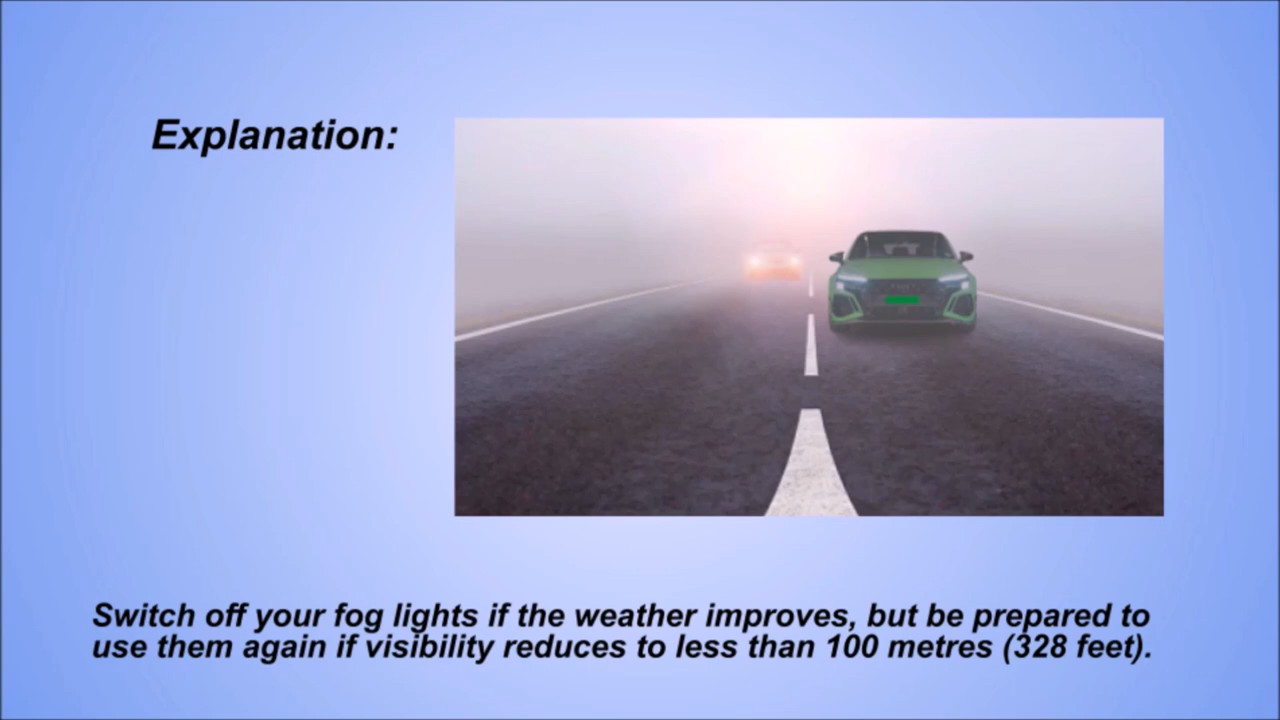 Explanation:
Switch off your fog lights if the weather improves, but be prepared to
use them again if visibility reduces to less than 100 metres (328 feet).